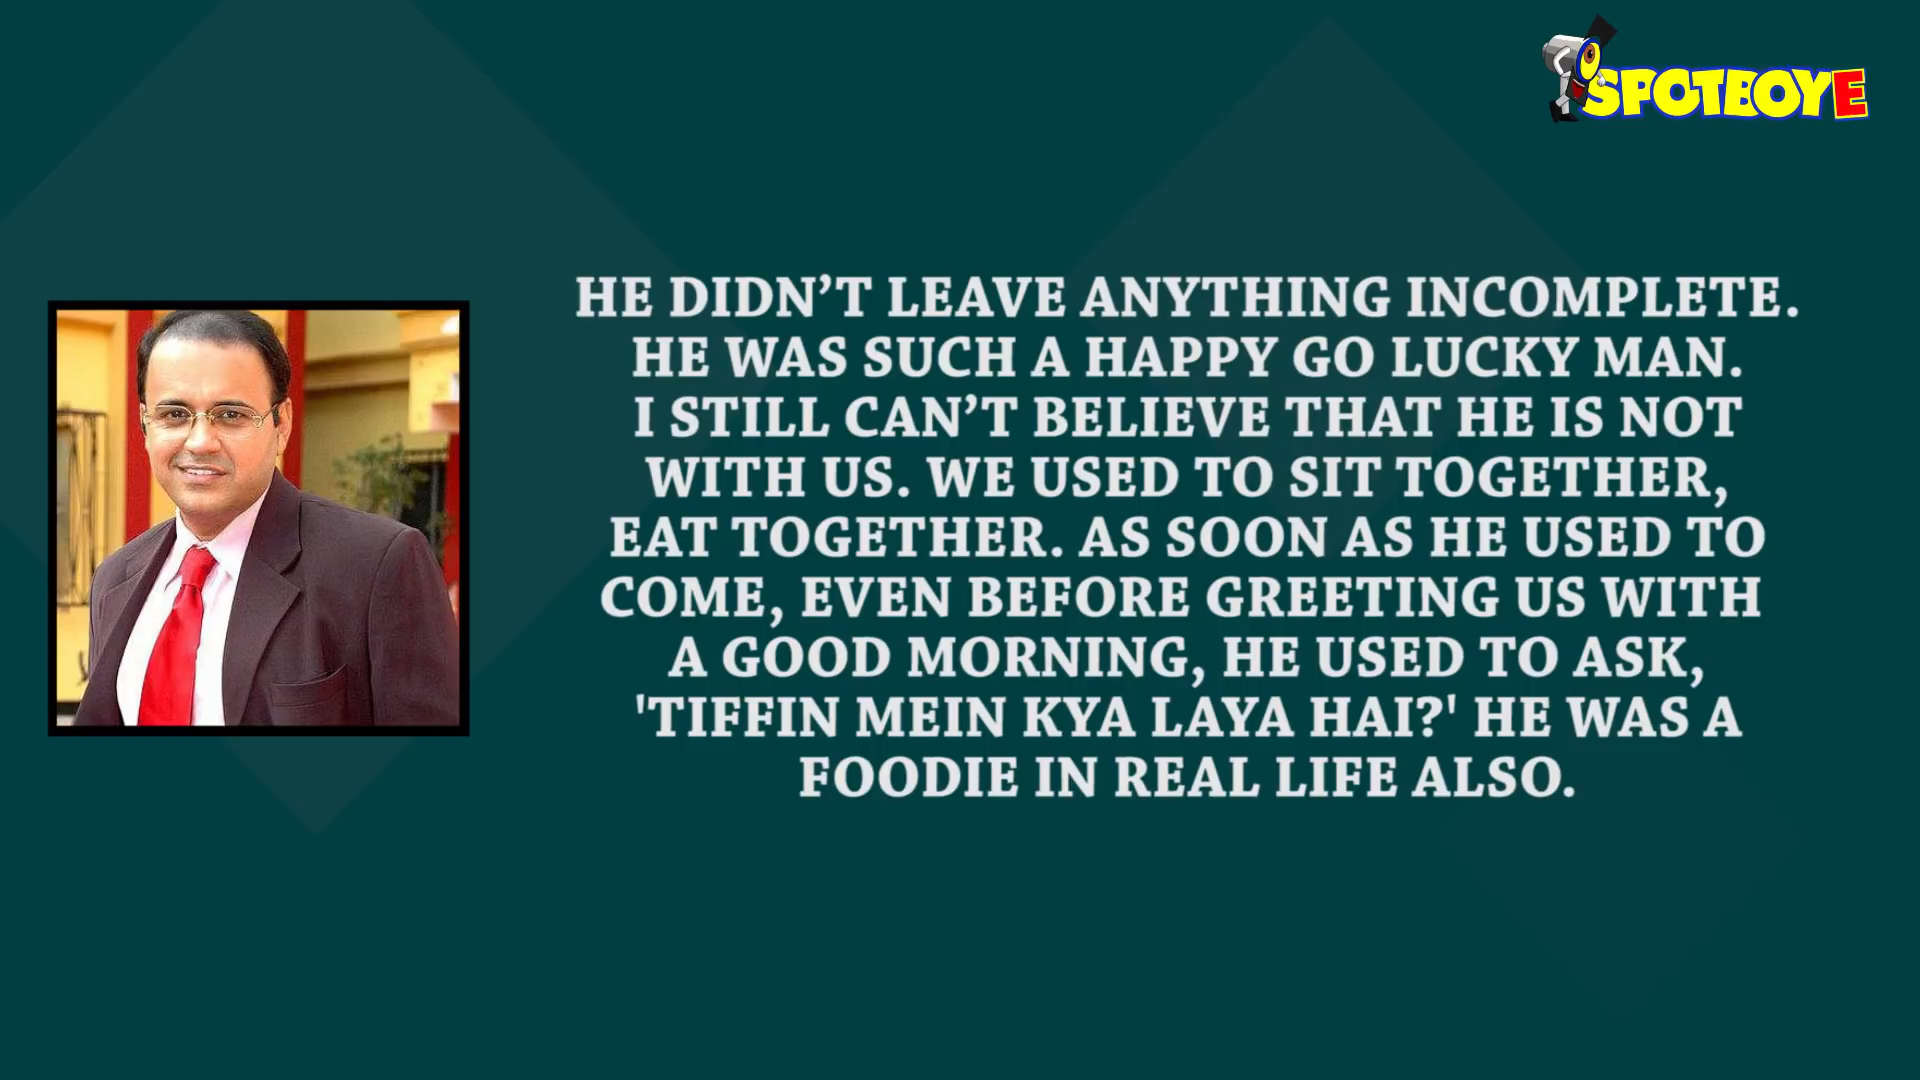 SPOTBOYE
HE DIDN’T LEAVE ANYTHING INCOMPLETE.
HE WAS SUCH A HAPPY GO LUCKY MAN.
I STILL CAN’T BELIEVE THAT HE IS NOT
WITH US. WE USED TO SIT TOGETHER,
EAT TOGETHER. AS SOON AS HE USED TO
COME, EVEN BEFORE GREETING US WITH
A GOOD MORNING, HE USED TO ASK,
'TIFFIN MEIN KYA LAYA HAI?' HE WAS A
FOODIE IN REAL LIFE ALSO.